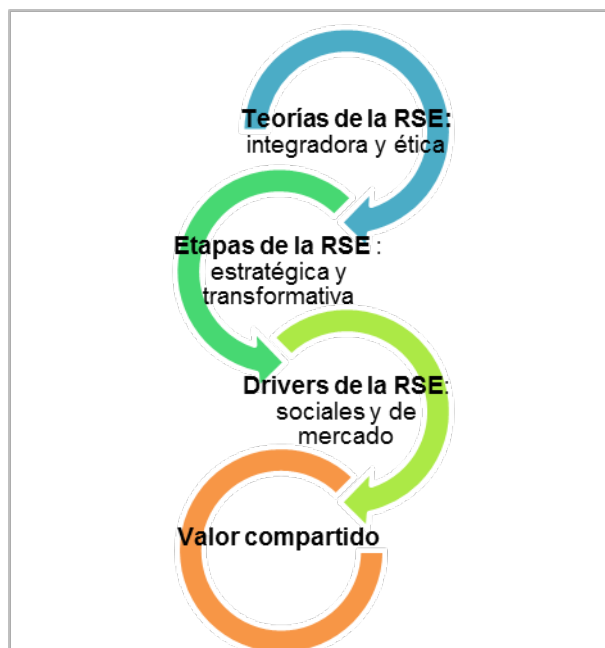 Teorías de la RSE:
integradora y ética
Etapas de la RSE :
estratégica y
transformativa
Drivers de la RSE:
sociales y de
mercado
Valor compartido